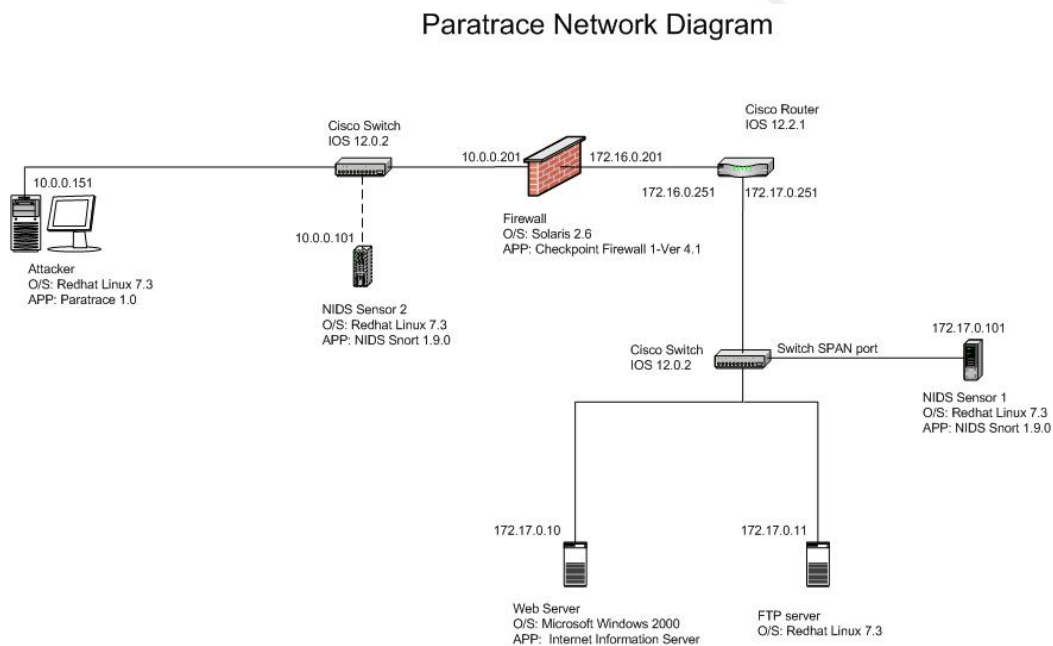 Paratrace Network Diagram
Cisco Router
IOS 12.2.1
Cisco Switch
IOS 12.0.2
10.0.0.201
172.16.0.201
10.0.0.151
172.16.0.251
172.17.0.251
Firewall
O/S: Solaris 2.6
APP: Checkpoint Firewall 1-Ver 4.1
10.0.0.101
Attacker
O/S: Redhat Linux 7.3
APP: Paratrace 1.0
NIDS Sensor 2
O/S: Redhat Linux 7.3
APP: NIDS Snort 1.9.0
172.17.0.101
Cisco Switch
IOS 12.0.2
Switch SPAN port
NIDS Sensor 1
O/S: Redhat Linux 7.3
APP: NIDS Snort 1.9.0
172.17.0.10
172.17.0.11
Web Server
O/S: Microsoft Windows 2000
APP: Internet Information Server
FTP server
O/S: Redhat Linux 7.3